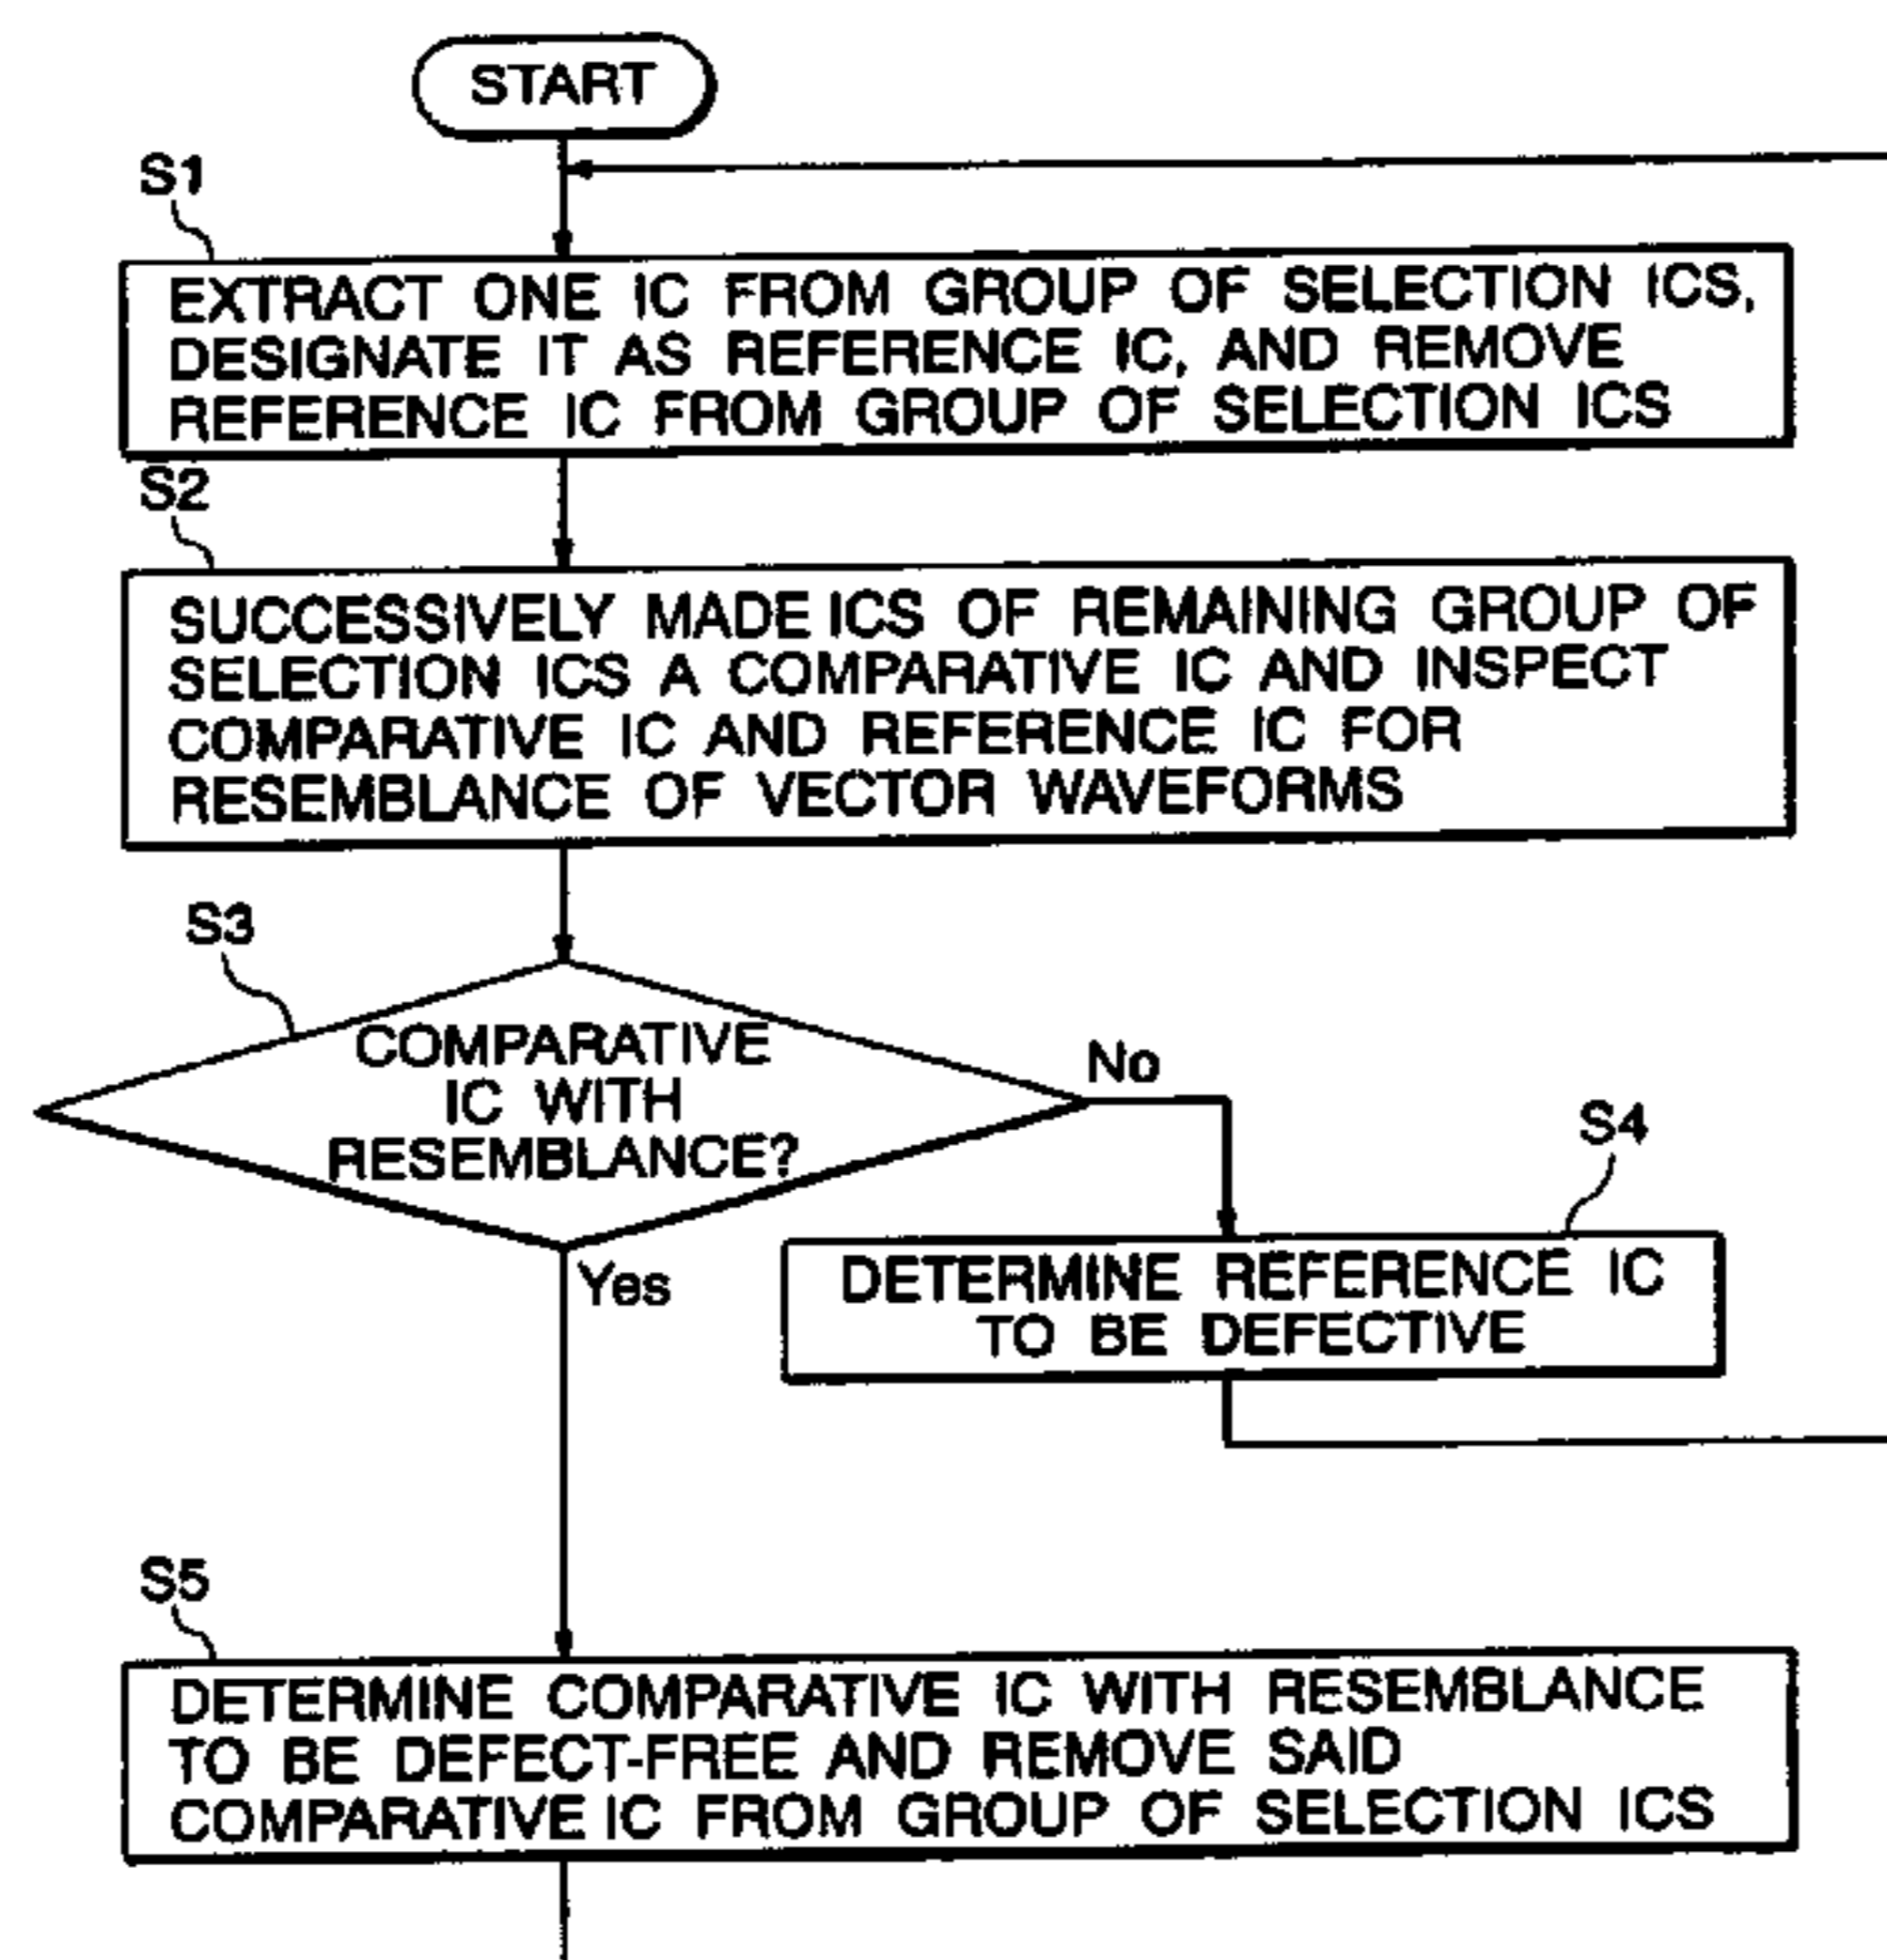 START
S1
EXTRACT ONE IC FROM GROUP OF SELECTION ICS,
DESIGNATE IT AS REFERENCE IC, AND REMOVE
REFERENCE IC FROM GROUP OF SELECTION ICS
S2
SUCCESSIVELY MADE ICS OF REMAINING GROUP OF
SELECTION ICS A COMPARATIVE IC AND INSPECT
COMPARATIVE IC AND REFERENCE IC FOR
RESEMBLANCE OF VECTOR WAVEFORMS
S3
COMPARATIVE
IC WITH
RESEMBLANCE?
No
Yes
S4
DETERMINE REFERENCE IC
TO BE DEFECTIVE
S5
DETERMINE COMPARATIVE IC WITH RESEMBLANCE
TO BE DEFECT-FREE AND REMOVE SAID
COMPARATIVE IC FROM GROUP OF SELECTION ICS